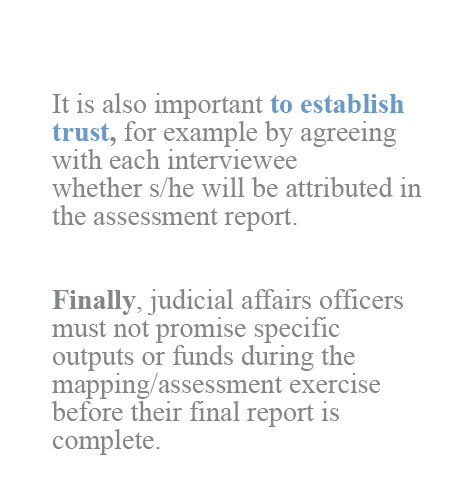 It is also important to establish
trust, for example by agreeing
with each interviewee
whether s/he will be attributed in
the assessment report.
Finally, judicial affairs officers
must not promise specific
outputs or funds during the
mapping/assessment exercise
before their final report is
complete.